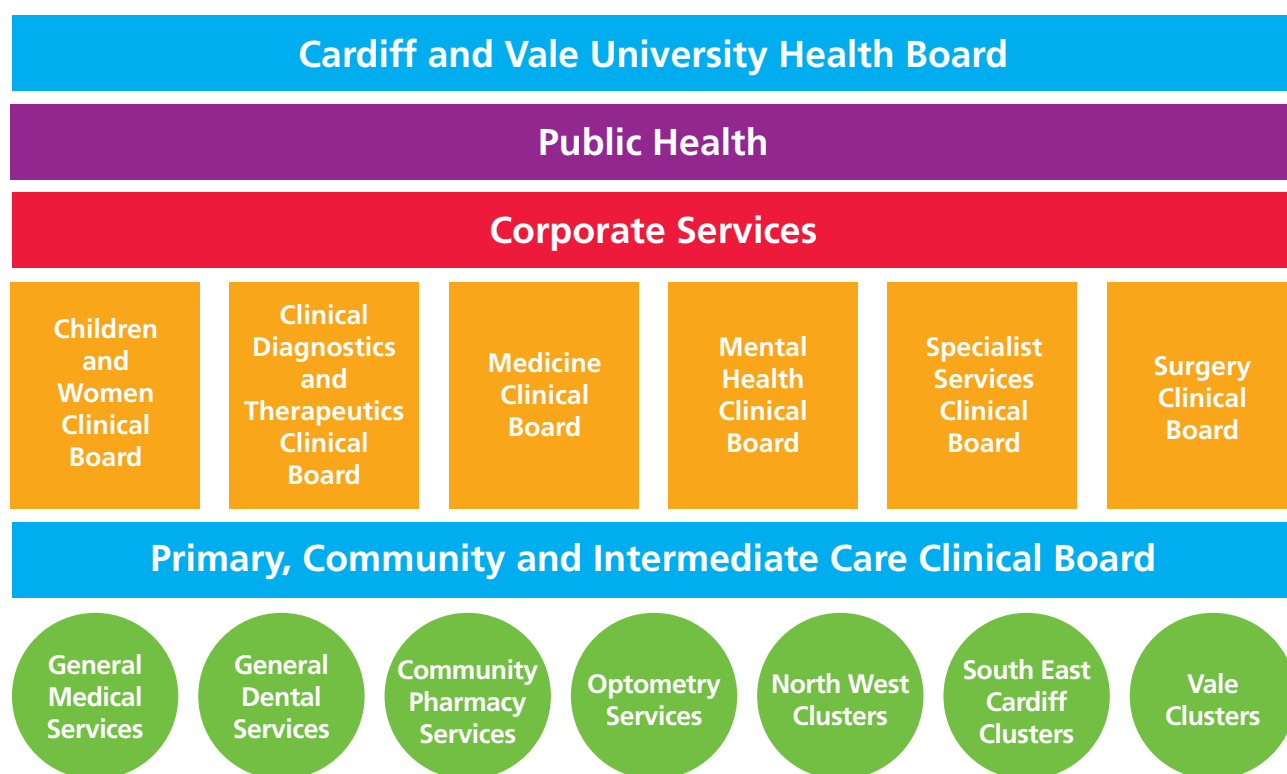 Cardiff and Vale University Health Board
Public Health
Corporate Services
Children
and
Women
Clinical
Board
Clinical
Diagnostics
and
Therapeutics
Clinical
Board
Medicine
Clinical
Board
Mental
Health
Clinical
Board
Specialist
Services
Clinical
Board
Surgery
Clinical
Board
Primary, Community and Intermediate Care Clinical Board
General
Medical
Services
General
Dental
Services
Community
Pharmacy
Services
Optometry
Services
North West
Clusters
South East
Cardiff
Clusters
Vale
Clusters